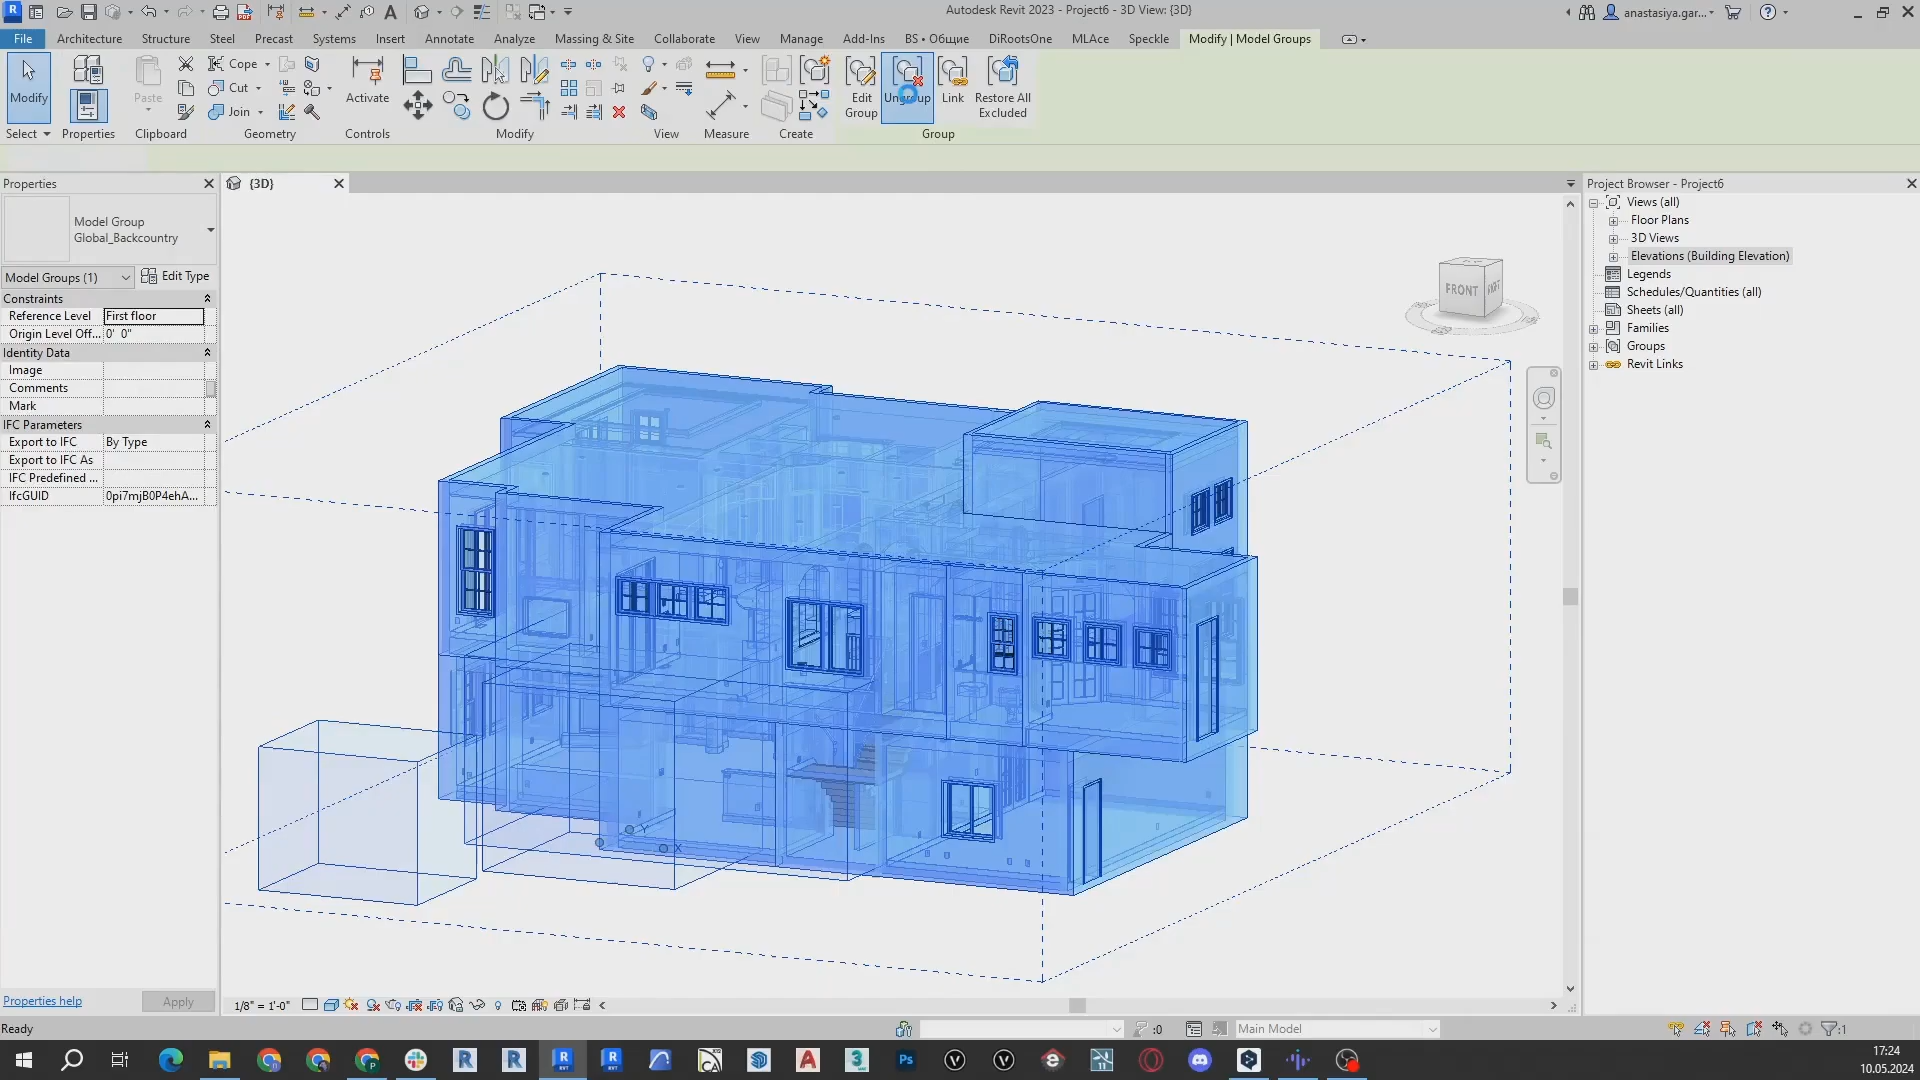 Autodesk Revit 2023 - Project6 - 3D View: {3D}
anastasiya.gar...
File Architecture Structure Steel Precast Systems Insert Annotate Analyze Massing & Site Collaborate View Manage Add-Ins BS • Общие DiRootsOne MLAce Speckle Modify | Model Groups
Modify
Paste
Cope
Cut
Join
Activate
Edit Group
Ungroup
Link
Restore All Excluded
Select Properties Clipboard Geometry Controls Modify View Measure Create Group
Properties
{3D}
Project Browser - Project6
Model Group
Global_Backcountry
Model Groups (1) Edit Type
Constraints
Reference Level First floor
Origin Level Off... 0' 0"
Identity Data
Image
Comments
Mark
IFC Parameters
Export to IFC By Type
Export to IFC As
IFC Predefined ...
IfcGUID 0pi7mjB0P4ehA...
Views (all)
Floor Plans
3D Views
Elevations (Building Elevation)
Legends
Schedules/Quantities (all)
Sheets (all)
Families
Groups
Revit Links
FRONT
Y
X
Properties help Apply
1/8" = 1'-0"
Ready
:0
Main Model
:1
17:24
10.05.2024